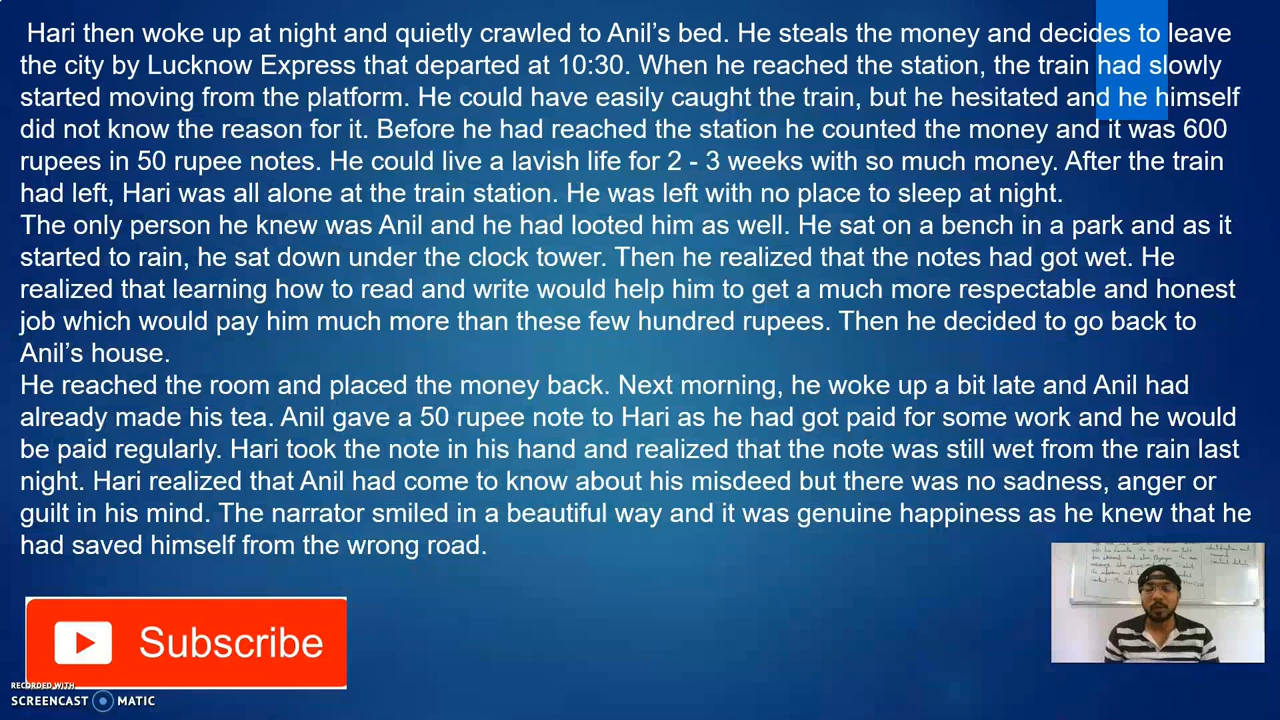 Hari then woke up at night and quietly crawled to Anil’s bed. He steals the money and decides to leave
the city by Lucknow Express that departed at 10:30. When he reached the station, the train had slowly
started moving from the platform. He could have easily caught the train, but he hesitated and he himself
did not know the reason for it. Before he had reached the station he counted the money and it was 600
rupees in 50 rupee notes. He could live a lavish life for 2 - 3 weeks with so much money. After the train
had left, Hari was all alone at the train station. He was left with no place to sleep at night.
The only person he knew was Anil and he had looted him as well. He sat on a bench in a park and as it
started to rain, he sat down under the clock tower. Then he realized that the notes had got wet. He
realized that learning how to read and write would help him to get a much more respectable and honest
job which would pay him much more than these few hundred rupees. Then he decided to go back to
Anil’s house.
He reached the room and placed the money back. Next morning, he woke up a bit late and Anil had
already made his tea. Anil gave a 50 rupee note to Hari as he had got paid for some work and he would
be paid regularly. Hari took the note in his hand and realized that the note was still wet from the rain last
night. Hari realized that Anil had come to know about his misdeed but there was no sadness, anger or
guilt in his mind. The narrator smiled in a beautiful way and it was genuine happiness as he knew that he
had saved himself from the wrong road.
Subscribe
RECORDED WITH
SCREENCAST MATIC